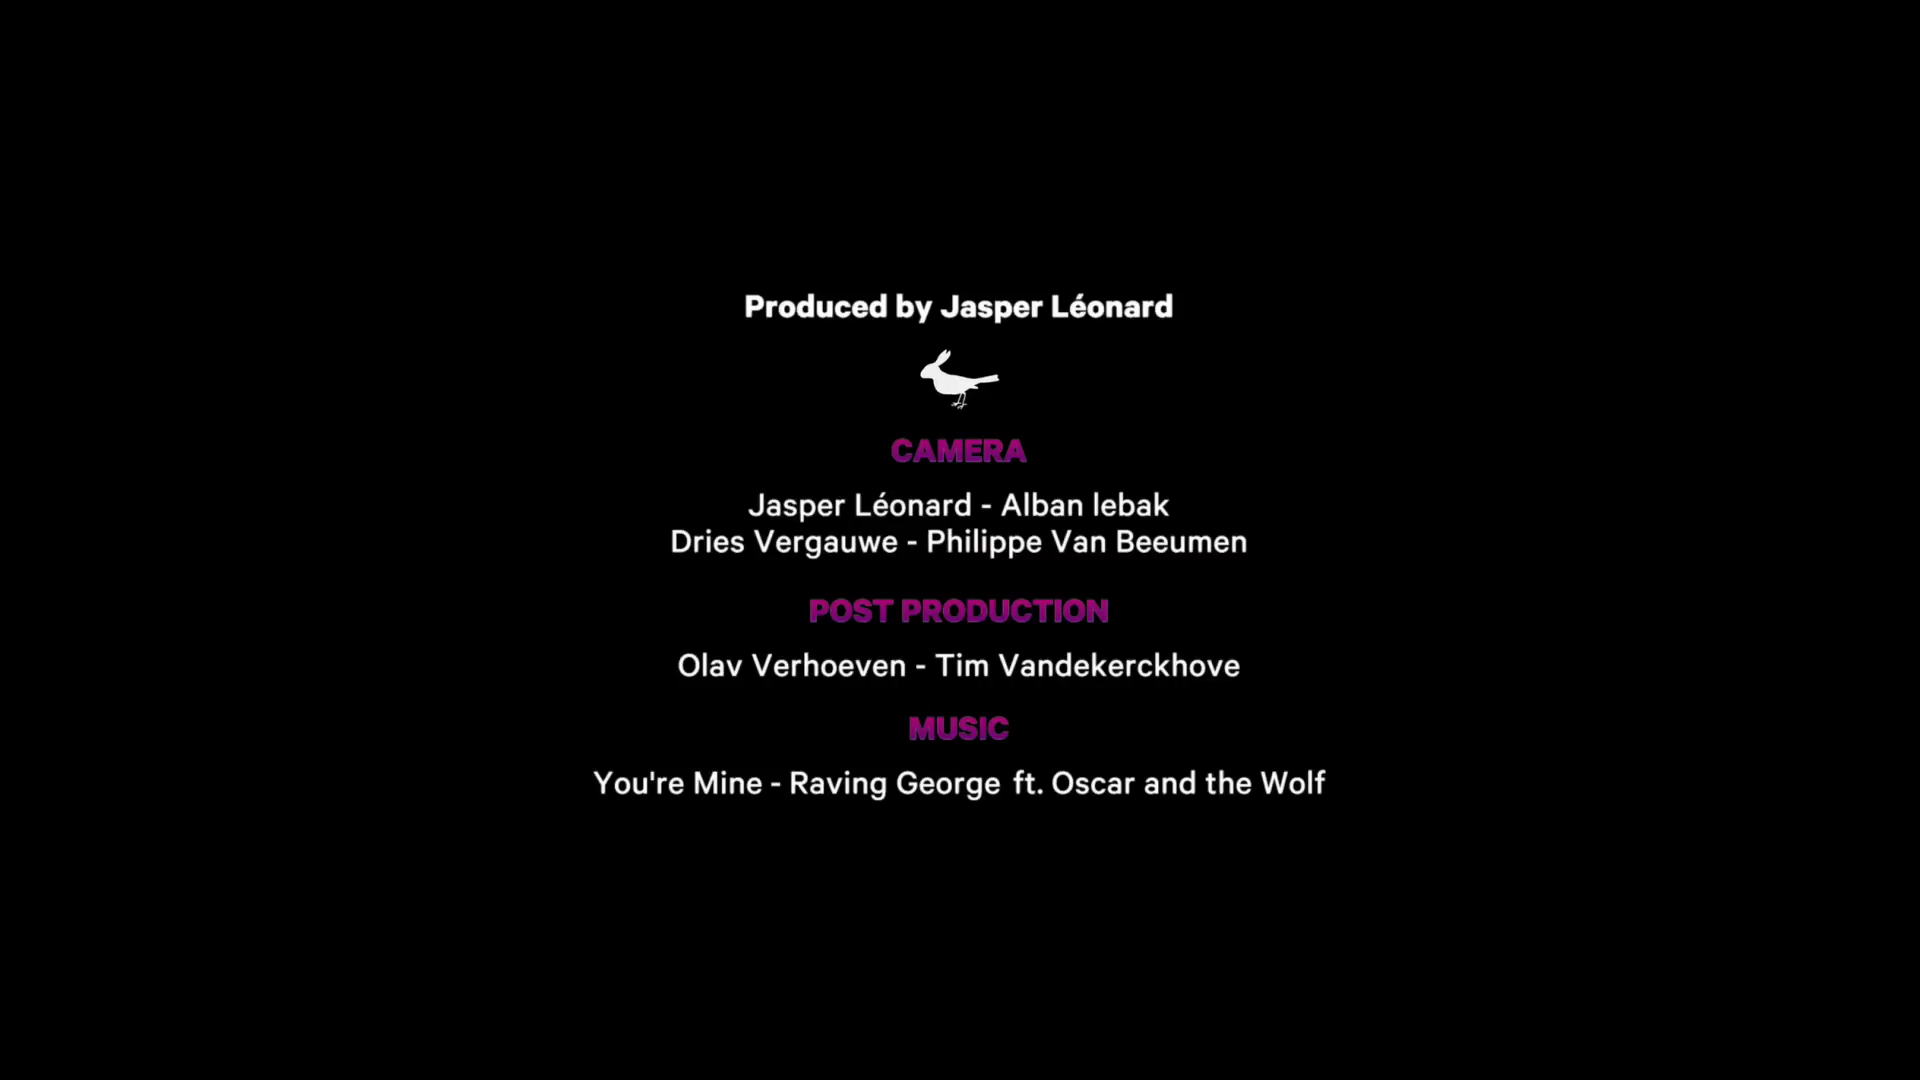 Produced by Jasper Léonard
CAMERA
Jasper Léonard - Alban lebak
Dries Vergauwe - Philippe Van Beeumen
POST PRODUCTION
Olav Verhoeven - Tim Vandekerckhove
MUSIC
You're Mine - Raving George ft. Oscar and the Wolf